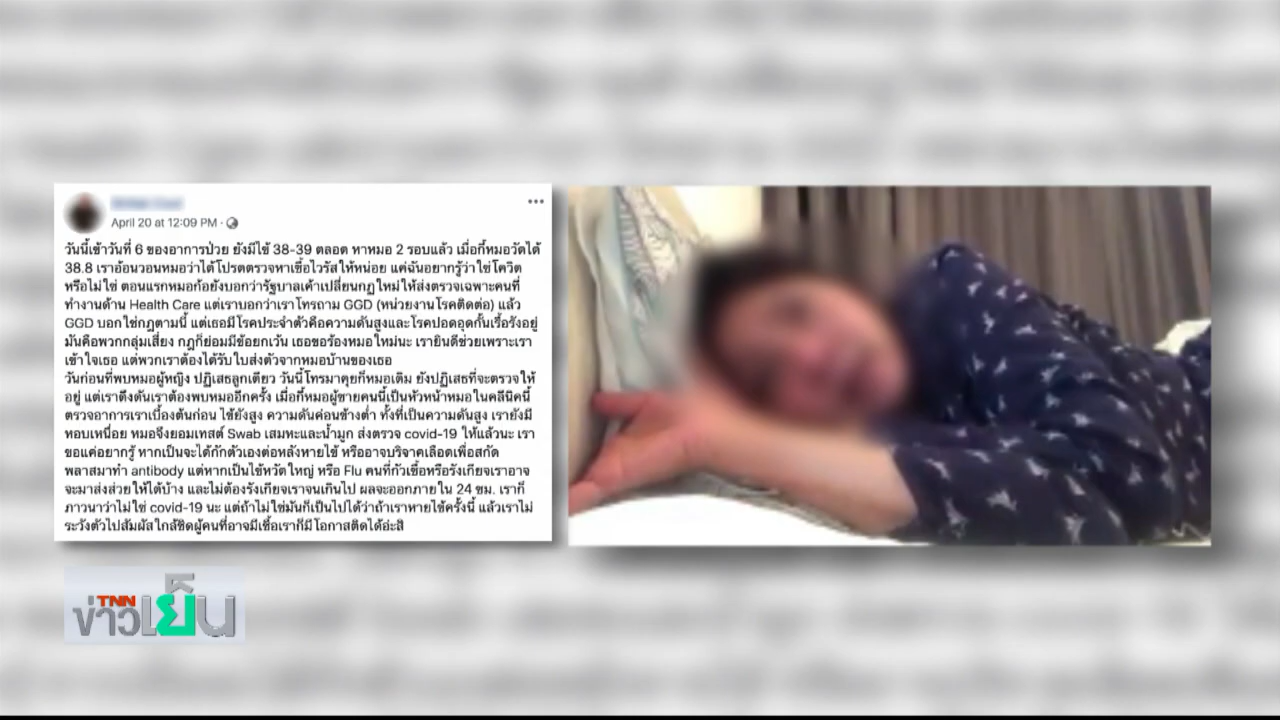 April 20 at 12:09 PM ·
วันนี้เข้าวันที่ 6 ของอาการป่วย ยังมีไข้ 38-39 ตลอด หาหมอ 2 รอบแล้ว เมื่อกี้หมอวัดได้
38.8 เราอ้อนวอนหมอว่าได้โปรดตรวจหาเชื้อไวรัสให้หน่อย แค่ฉันอยากรู้ว่าใช่โควิด
หรือไม่ใช่ ตอนแรกหมอก้อยังบอกว่ารัฐบาลเค้าเปลี่ยนกฏใหม่ให้ส่งตรวจเฉพาะคนที่
ทำงานด้าน Health Care แต่เราบอกว่าเราโทรถาม GGD (หน่วยงานโรคติดต่อ) แล้ว
GGD บอกใช่กฎตามนี้ แต่เธอมีโรคประจำตัวคือความดันสูงและโรคปอดอุดกั้นเรื้อรังอยู่
มันคือพวกกลุ่มเสี่ยง กฎก็ย่อมมีข้อยกเว้น เธอขอร้องหมอใหม่นะ เรายินดีช่วยเพราะเรา
เข้าใจเธอ แต่พวกเราต้องได้รับใบส่งตัวจากหมอบ้านของเธอ
วันก่อนที่พบหมอผู้หญิง ปฏิเสธลูกเดียว วันนี้โทรมาคุยก็หมอเดิม ยังปฏิเสธที่จะตรวจให้
อยู่ แต่เราดึงดันเราต้องพบหมออีกครั้ง เมื่อกี้หมอผู้ชายคนนี้เป็นหัวหน้าหมอในคลีนิคนี้
ตรวจอาการเราเบื้องต้นก่อน ไข้ยังสูง ความดันค่อนข้างต่ำ ทั้งที่เป็นความดันสูง เรายังมี
หอบเหนื่อย หมอจึงยอมเทสต์ Swab เสมหะและน้ำมูก ส่งตรวจ covid-19 ให้แล้วนะ เรา
ขอแค่อยากรู้ หากเป็นจะได้กักตัวเองต่อหลังหายไข้ หรืออาจบริจาคเลือดเพื่อสกัด
พลาสมาทำ antibody แต่หากเป็นไข้หวัดใหญ่ หรือ Flu คนที่กัวเชื้อหรือรังเกียจเราอาจ
จะมาส่งส่วยให้ได้บ้าง และไม่ต้องรังเกียจเราจนเกินไป ผลจะออกภายใน 24 ชม. เราก็
ภาวนาว่าไม่ใช่ covid-19 นะ แต่ถ้าไม่ใช่มันก็เป็นไปได้ว่าถ้าเราหายไข้ครั้งนี้ แล้วเราไม่
ระวังตัวไปสัมผัสใกล้ชิดผู้คนที่อาจมีเชื้อเราก็มีโอกาสติดได้อ่ะสิ
TNN
ข่าวเย็น